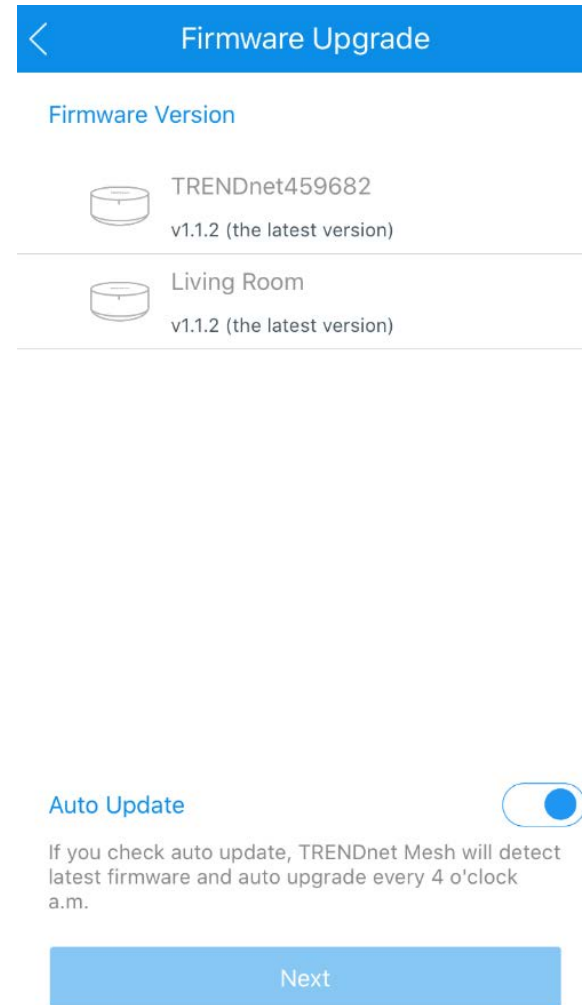 Firmware Upgrade
Firmware Version
TRENDnet459682
v1.1.2 (the latest version)
Living Room
v1.1.2 (the latest version)
Auto Update
If you check auto update, TRENDnet Mesh will detect
latest firmware and auto upgrade every 4 o'clock
a.m.
Next